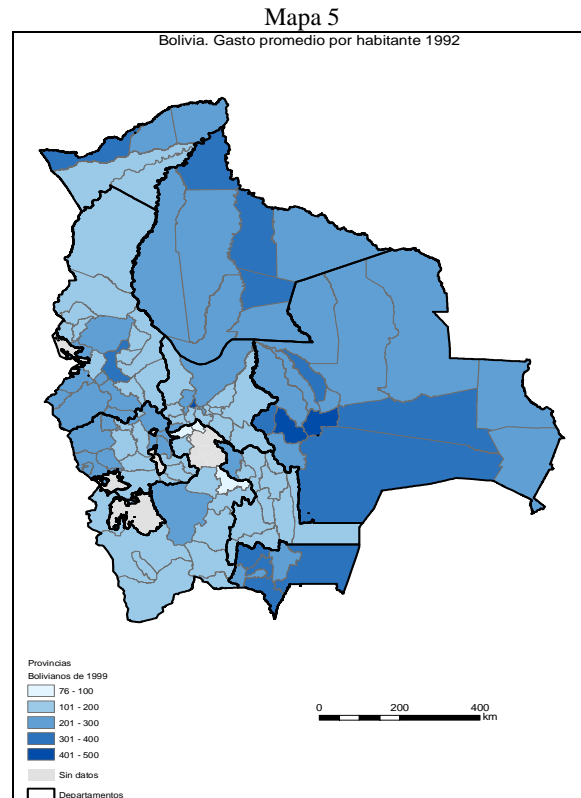 Mapa 5
Bolivia. Gasto promedio por habitante 1992
Provincias
Bolivianos de 1999
76 - 100
101 - 200
201 - 300
301 - 400
401 - 500
Sin datos
Departamentos
0 200 400
km